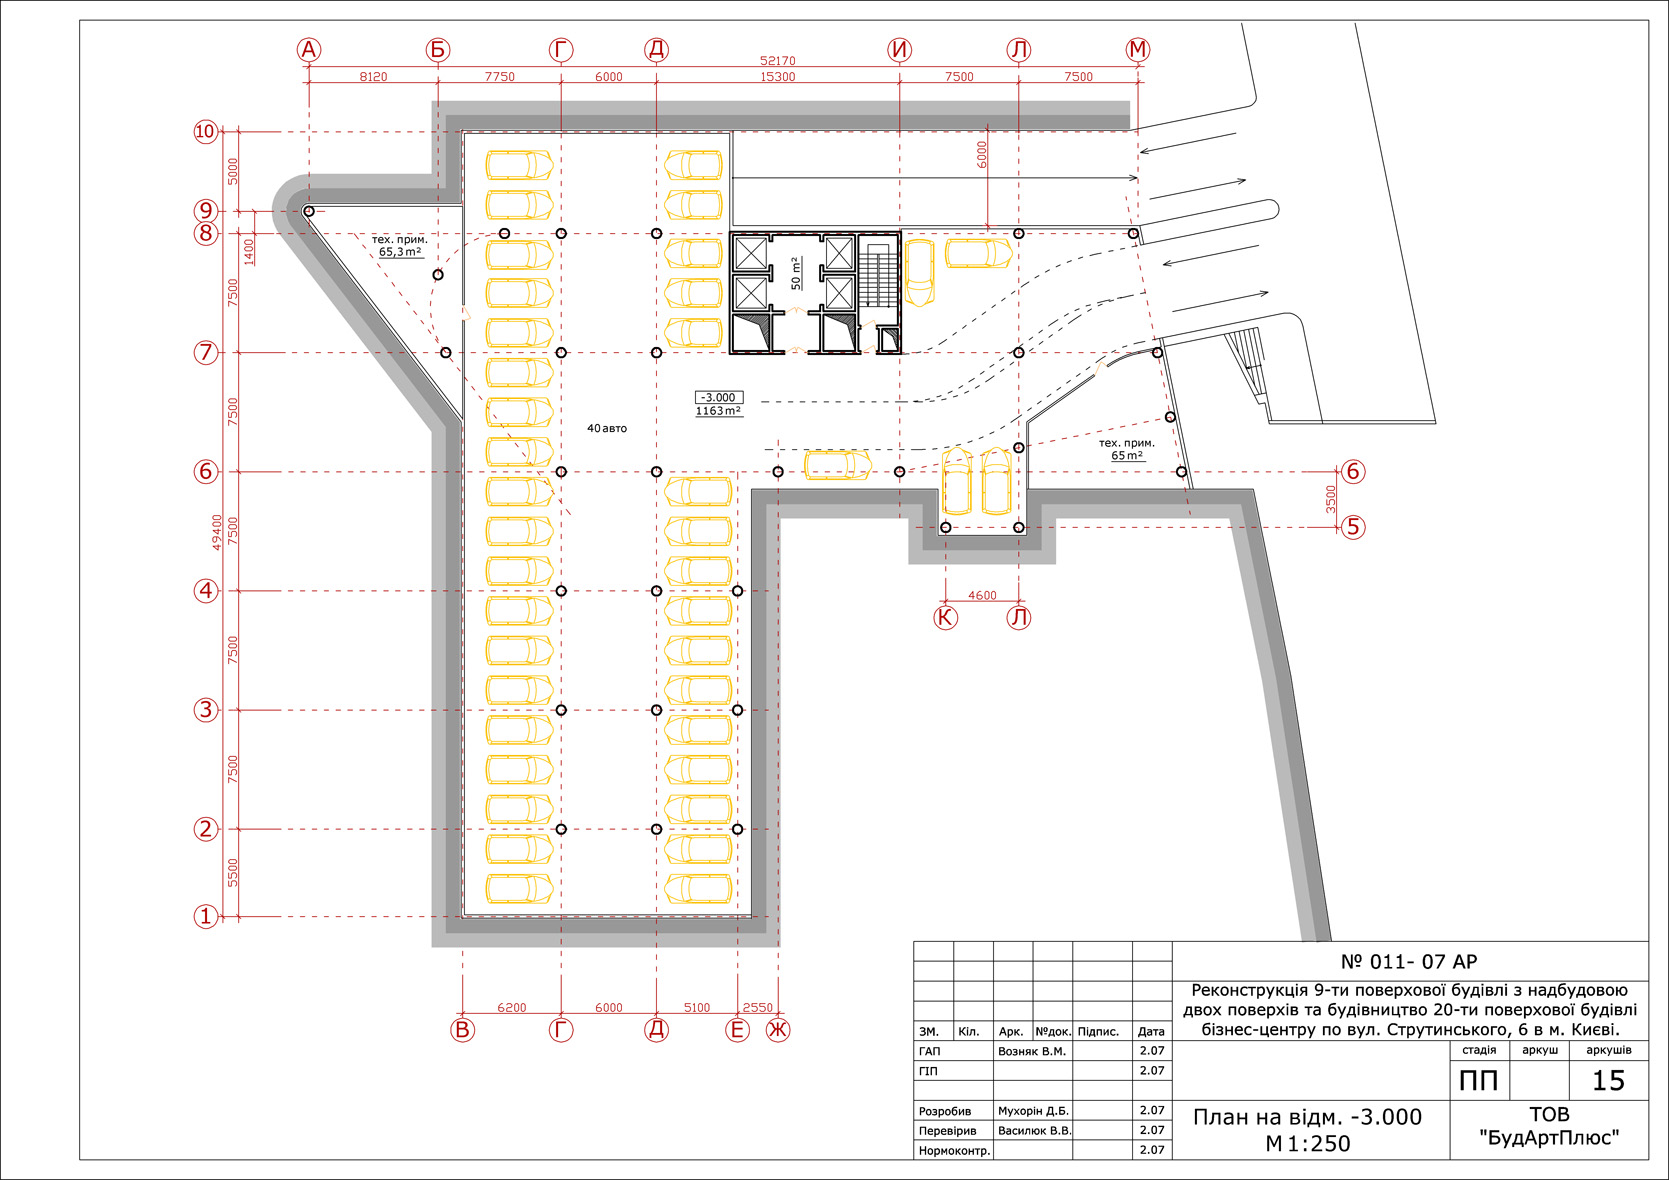 А Б Г Д И Л М
52170
8120 7750 6000 15300 7500 7500
10
5000
6000
9
8
1400
тех. прим.
65,3 m²
50 m²
7500
7
-3.000
1163 m²
7500
40 авто
тех. прим.
65 m²
6 6
3500
49400
7500
5
4
4600
К Л
7500
3
7500
2
5500
1
6200 6000 5100 2550
В Г Д Е Ж
№ 011- 07 АР
Реконструкція 9-ти поверхової будівлі з надбудовою
двох поверхів та будівництво 20-ти поверхової будівлі
бізнес-центру по вул. Струтинського, 6 в м. Києві.
ЗМ. Кіл. Арк. №док. Підпис. Дата
ГАП Возняк В.М. 2.07
ГІП 2.07
стадія аркуш аркушів
ПП 15
Розробив Мухорін Д.Б. 2.07
Перевірив Василюк В.В. 2.07
Нормоконтр. 2.07
План на відм. -3.000
М 1:250
ТОВ
"БудАртПлюс"